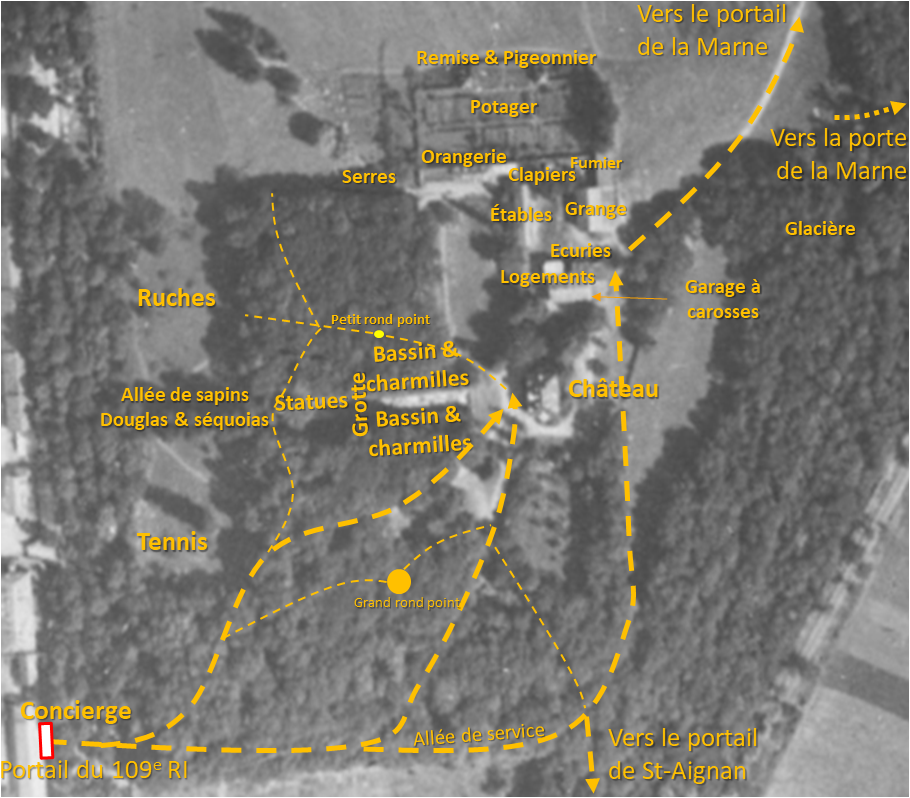 Vers le portail
de la Marne
Remise & Pigeonnier
Potager
Vers la porte
de la Marne
Orangerie
Fumier
Serres
Clapiers
Étables
Grange
Glacière
Ecuries
Logements
Garage à
carosses
Ruches
Petit rond point
Bassin &
charmilles
Grotte
Château
Allée de sapins
Douglas & séquoias
Statues
Bassin &
charmilles
Tennis
Grand rond point
Concierge
Allée de service
Vers le portail
de St-Aignan
Portail du 109e RI